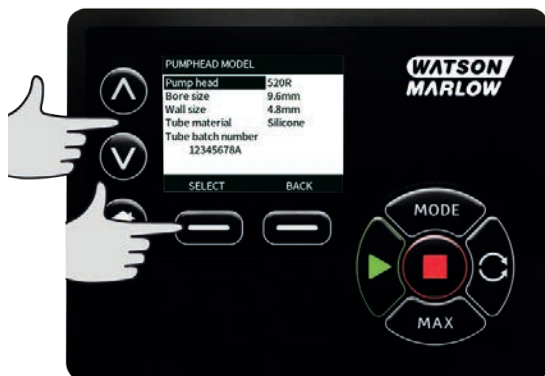 PUMPHEAD MODEL
Pump head 520R
Bore size 9.6mm
Wall size 4.8mm
Tube material Silicone
Tube batch number
12345678A
SELECT BACK
WATSON
MARLOW
MODE
MAX